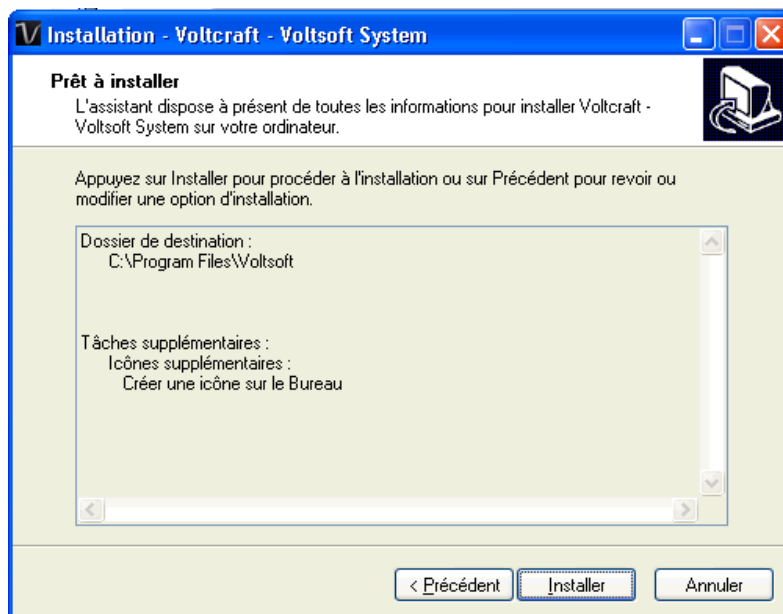 Installation - Voltcraft - Voltsoft System
Prêt à installer
L'assistant dispose à présent de toutes les informations pour installer Voltcraft -
Voltsoft System sur votre ordinateur.
Appuyez sur Installer pour procéder à l'installation ou sur Précédent pour revoir ou
modifier une option d'installation.
Dossier de destination :
C:\Program Files\Voltsoft
Tâches supplémentaires :
Icônes supplémentaires :
Créer une icône sur le Bureau
< Précédent
Installer
Annuler